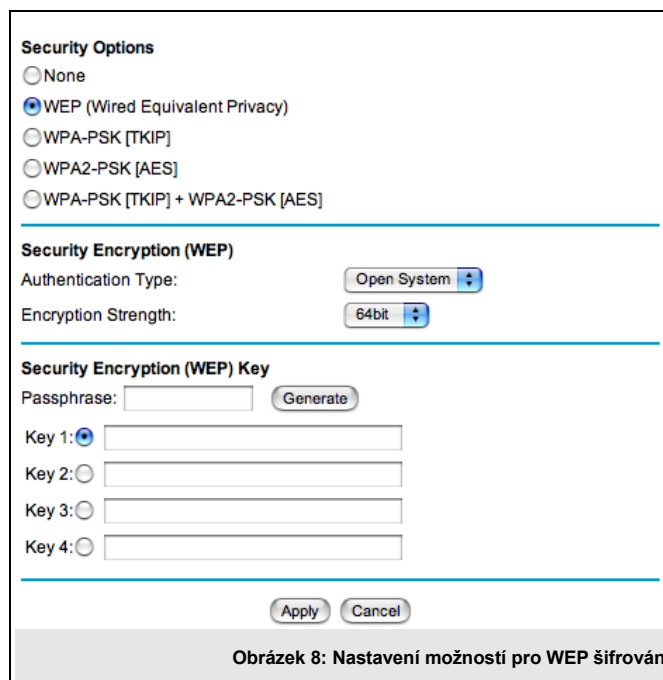 Security Options
None
WEP (Wired Equivalent Privacy)
WPA-PSK [TKIP]
WPA2-PSK [AES]
WPA-PSK [TKIP] + WPA2-PSK [AES]
Security Encryption (WEP)
Authentication Type: Open System
Encryption Strength: 64bit
Security Encryption (WEP) Key
Passphrase: Generate
Key 1:
Key 2:
Key 3:
Key 4:
Apply Cancel
Obrázek 8: Nastavení možností pro WEP šifrován